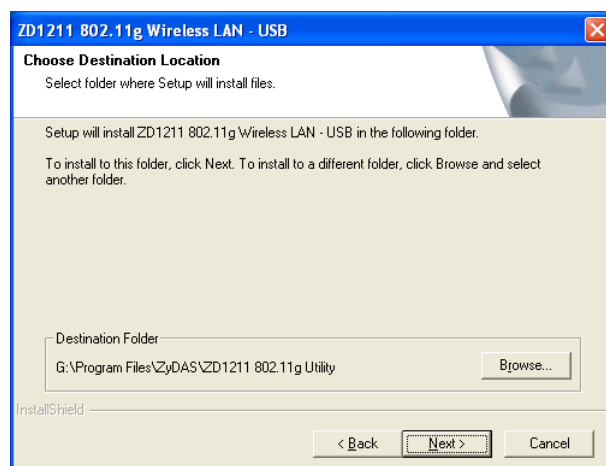 ZD1211 802.11g Wireless LAN - USB
Choose Destination Location
Select folder where Setup will install files.
Setup will install ZD1211 802.11g Wireless LAN - USB in the following folder.
To install to this folder, click Next. To install to a different folder, click Browse and select
another folder.
Destination Folder
G:\Program Files\ZyDAS\ZD1211 802.11g Utility
Browse...
InstallShield
< Back
Next >
Cancel